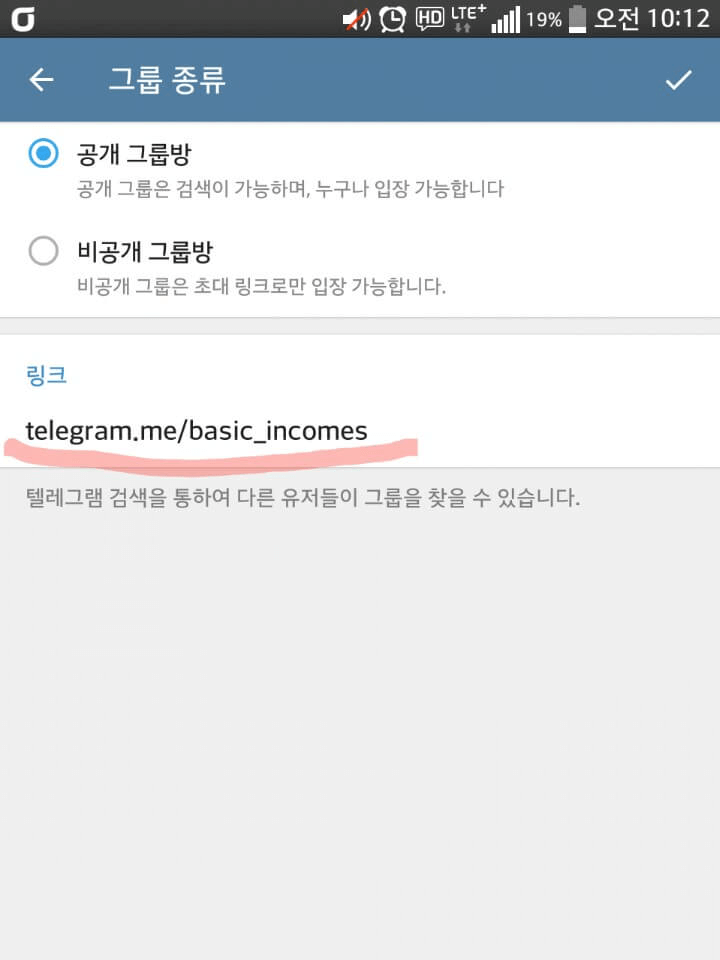 HD LTE+ 19% 오전 10:12
그룹 종류
공개 그룹방
공개 그룹은 검색이 가능하며, 누구나 입장 가능합니다
비공개 그룹방
비공개 그룹은 초대 링크로만 입장 가능합니다.
링크
telegram.me/basic_incomes
텔레그램 검색을 통하여 다른 유저들이 그룹을 찾을 수 있습니다.